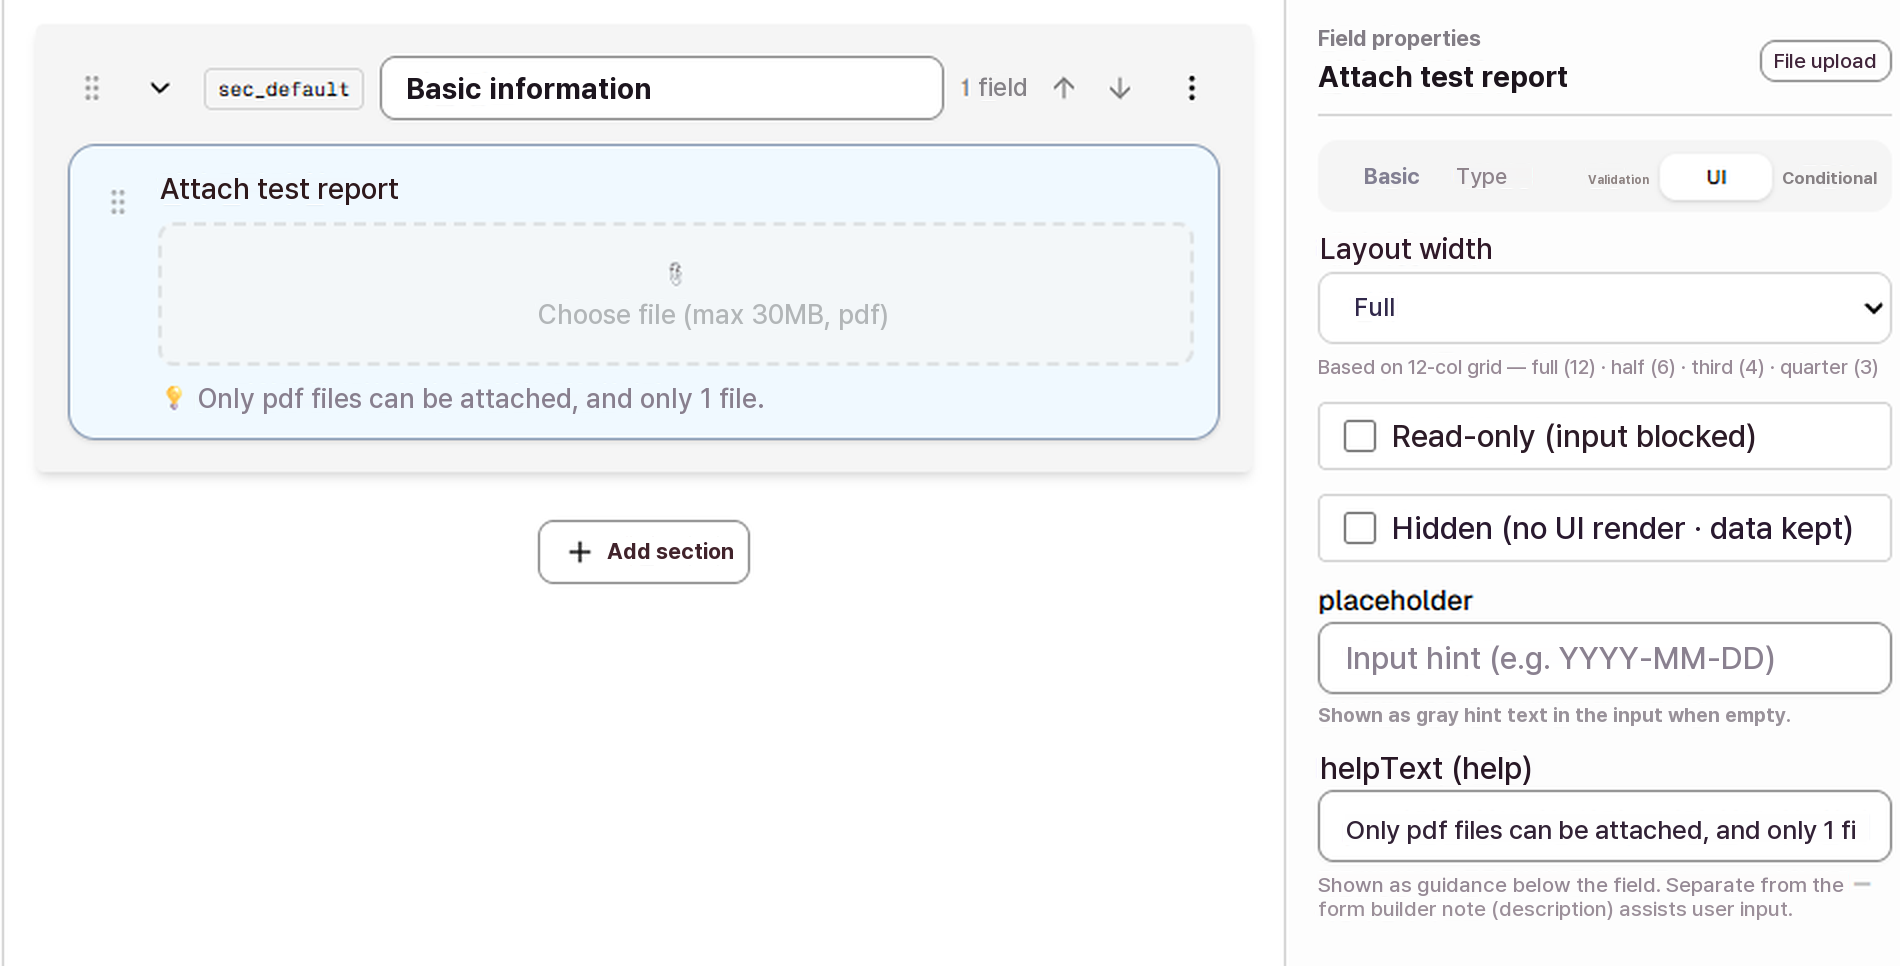 sec_default
Basic information
1 field
Attach test report
Choose file (max 30MB, pdf)
Only pdf files can be attached, and only 1 file.
Add section
Field properties
Attach test report
File upload
Basic
Type
Validation
UI
Conditional
Layout width
Full
Based on 12-col grid — full (12) · half (6) · third (4) · quarter (3)
Read-only (input blocked)
Hidden (no UI render · data kept)
placeholder
Input hint (e.g. YYYY-MM-DD)
Shown as gray hint text in the input when empty.
helpText (help)
Only pdf files can be attached, and only 1 fi
Shown as guidance below the field. Separate from the —
form builder note (description) assists user input.